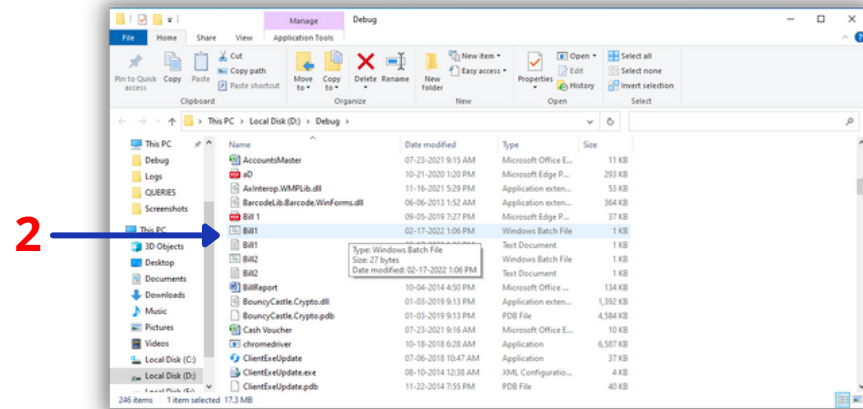 Manage Debug
File Home Share View Application Tools
Pin to Quick access Copy Paste Cut Copy path Paste shortcut Move to Copy to Delete Rename New folder New item Easy access Properties Open Edit History Select all Select none Invert selection
Clipboard Organize New Open Select
This PC > Local Disk (D:) > Debug >
This PC
Debug
Logs
QUERIES
Screenshots
This PC
3D Objects
Desktop
Documents
Downloads
Music
Pictures
Videos
Local Disk (C:)
Local Disk (D:)
Local Disk (E:)
Name Date modified Type Size
AccountsMaster 07-23-2021 9:15 AM Microsoft Office E... 11 KB
aD 10-21-2020 1:20 PM Microsoft Edge P... 293 KB
AxInterop.WMPLib.dll 11-16-2021 5:29 PM Application exten... 53 KB
BarcodeLib.Barcode.WinForms.dll 06-06-2013 1:52 AM Application exten... 364 KB
Bill 1 09-05-2019 7:27 PM Microsoft Edge P... 37 KB
Bill1 02-17-2022 1:06 PM Windows Batch File 1 KB
Bill1 Text Document 1 KB
Bill2 Windows Batch File 1 KB
Bill2 Text Document 1 KB
Type: Windows Batch File
Size: 27 bytes
Date modified: 02-17-2022 1:06 PM
BillReport 10-04-2014 4:50 PM Microsoft Office ... 134 KB
BouncyCastle.Crypto.dll 01-03-2019 9:13 PM Application exten... 1,392 KB
BouncyCastle.Crypto.pdb 01-03-2019 9:13 PM PDB File 4,584 KB
Cash Voucher 07-23-2021 9:16 AM Microsoft Office E... 10 KB
chromedriver 10-18-2018 6:28 AM Application 6,587 KB
ClientExeUpdate 07-06-2018 10:47 AM Application 37 KB
ClientExeUpdate.exe 08-10-2014 12:38 AM XML Configuratio... 4 KB
ClientExeUpdate.pdb 11-22-2014 7:55 PM PDB File 40 KB
246 items 1 item selected 17.3 MB
2